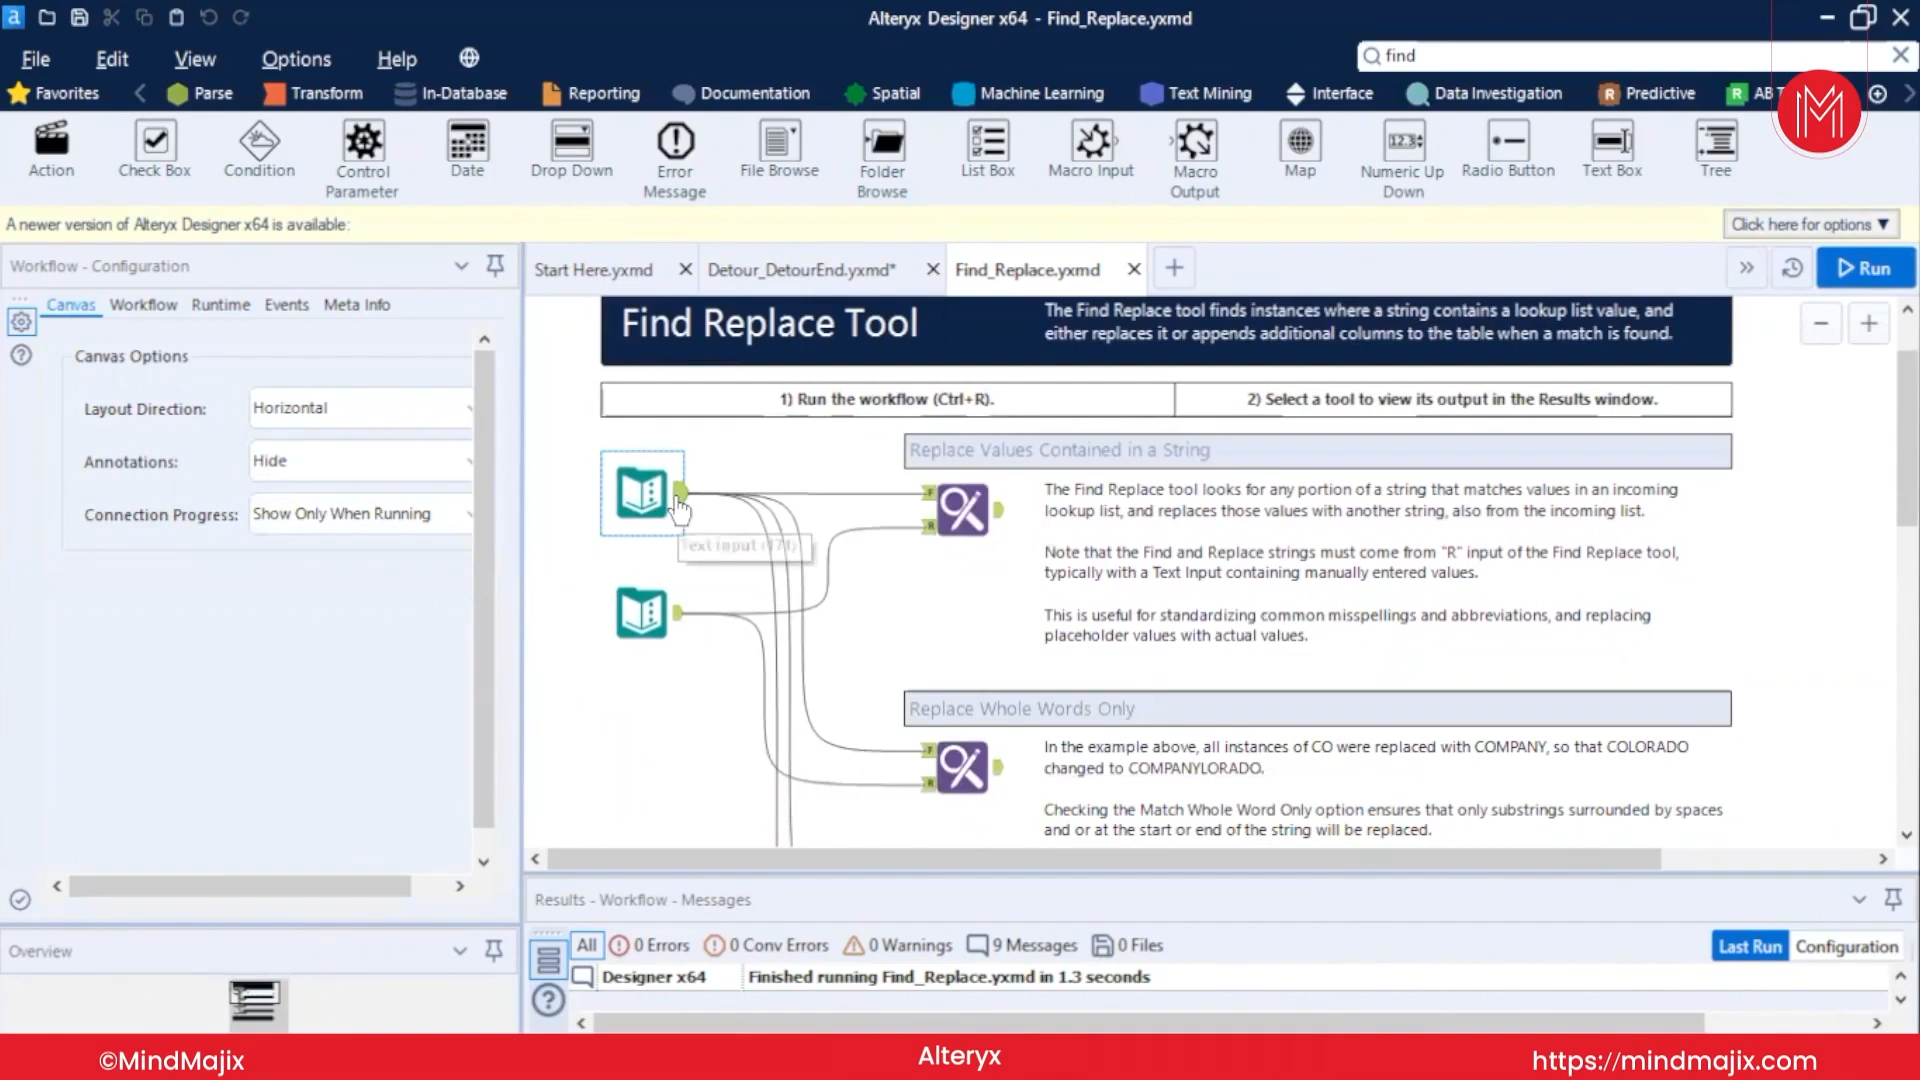 Alteryx Designer x64 - Find_Replace.yxmd
File Edit View Options Help
find
Favorites Parse Transform In-Database Reporting Documentation Spatial Machine Learning Text Mining Interface Data Investigation Predictive AB
Action Check Box Condition Control Parameter Date Drop Down Error Message File Browse Folder Browse List Box Macro Input Macro Output Map Numeric Up Down Radio Button Text Box Tree
A newer version of Alteryx Designer x64 is available:
Click here for options ▼
Workflow - Configuration
Start Here.yxmd
Detour_DetourEnd.yxmd*
Find_Replace.yxmd
Run
Canvas Workflow Runtime Events Meta Info
Canvas Options
Layout Direction: Horizontal
Annotations: Hide
Connection Progress: Show Only When Running
Find Replace Tool
The Find Replace tool finds instances where a string contains a lookup list value, and
either replaces it or appends additional columns to the table when a match is found.
1) Run the workflow (Ctrl+R).
2) Select a tool to view its output in the Results window.
Replace Values Contained in a String
F
R
Text Input (171)
The Find Replace tool looks for any portion of a string that matches values in an incoming
lookup list, and replaces those values with another string, also from the incoming list.
Note that the Find and Replace strings must come from "R" input of the Find Replace tool,
typically with a Text Input containing manually entered values.
This is useful for standardizing common misspellings and abbreviations, and replacing
placeholder values with actual values.
Replace Whole Words Only
F
R
In the example above, all instances of CO were replaced with COMPANY, so that COLORADO
changed to COMPANYLORADO.
Checking the Match Whole Word Only option ensures that only substrings surrounded by spaces
and or at the start or end of the string will be replaced.
Results - Workflow - Messages
All 0 Errors 0 Conv Errors 0 Warnings 9 Messages 0 Files
Last Run Configuration
Designer x64 Finished running Find_Replace.yxmd in 1.3 seconds
Overview
©MindMajix
Alteryx
https://mindmajix.com